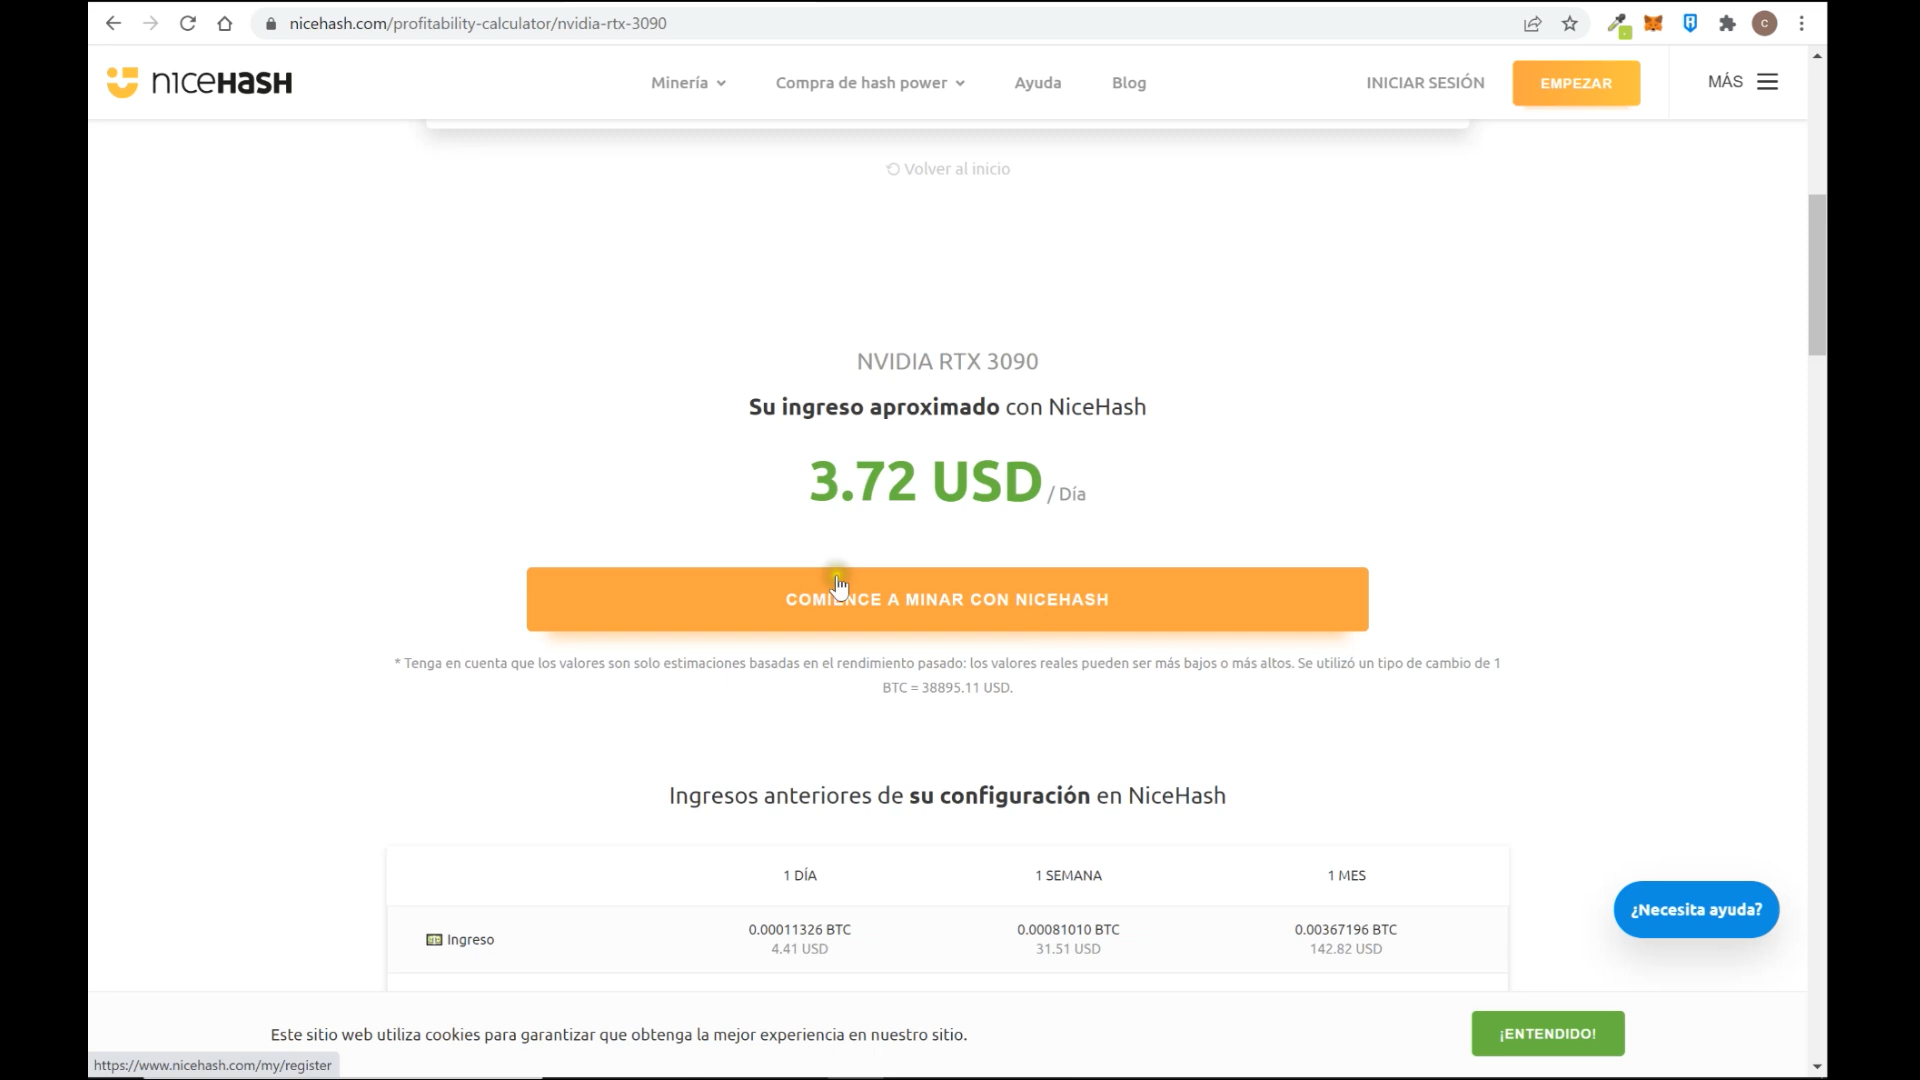 nicehash.com/profitability-calculator/nvidia-rtx-3090
C
nıceHASH
Minería
Compra de hash power
Ayuda
Blog
INICIAR SESIÓN
EMPEZAR
MÁS
Volver al inicio
NVIDIA RTX 3090
Su ingreso aproximado con NiceHash
3.72 USD / Día
COMIENCE A MINAR CON NICEHASH
* Tenga en cuenta que los valores son solo estimaciones basadas en el rendimiento pasado: los valores reales pueden ser más bajos o más altos. Se utilizó un tipo de cambio de 1
BTC = 38895.11 USD.
Ingresos anteriores de su configuración en NiceHash
1 DÍA 1 SEMANA 1 MES
Ingreso
0.00011326 BTC 0.00081010 BTC 0.00367196 BTC
4.41 USD 31.51 USD 142.82 USD
¿Necesita ayuda?
Este sitio web utiliza cookies para garantizar que obtenga la mejor experiencia en nuestro sitio.
¡ENTENDIDO!
https://www.nicehash.com/my/register